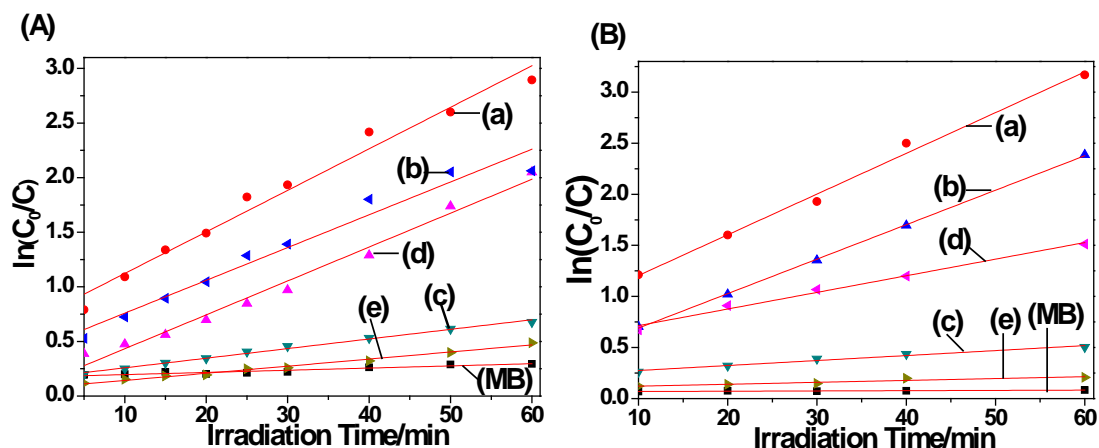 (A)
ln(C₀/C)
3.0
2.5
2.0
1.5
1.0
0.5
0.0
10 20 30 40 50 60
Irradiation Time/min
(a)
(b)
(d)
(c)
(e)
(MB)
(B)
ln(C₀/C)
3.0
2.5
2.0
1.5
1.0
0.5
0.0
10 20 30 40 50 60
Irradiation Time/min
(a)
(b)
(d)
(MB)
(c) (e)